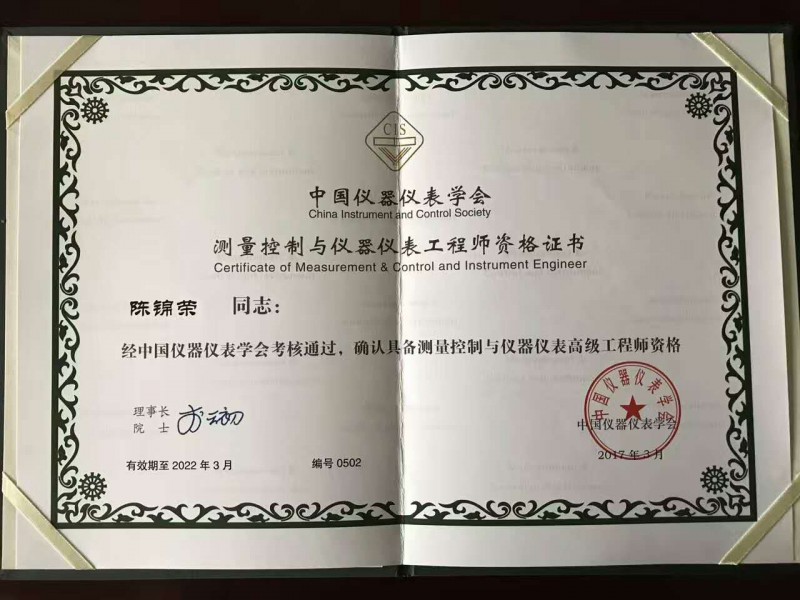 CIS
中国仪器仪表学会
China Instrument and Control Society
测量控制与仪器仪表工程师资格证书
Certificate of Measurement & Control and Instrument Engineer
陈锦荣 同志：
经中国仪器仪表学会考核通过，确认具备测量控制与仪器仪表高级工程师资格
理事长
院士
中国仪器仪表学会
中国仪器仪表学会
有效期至 2022 年 3 月 编号 0502
2017 年 3 月